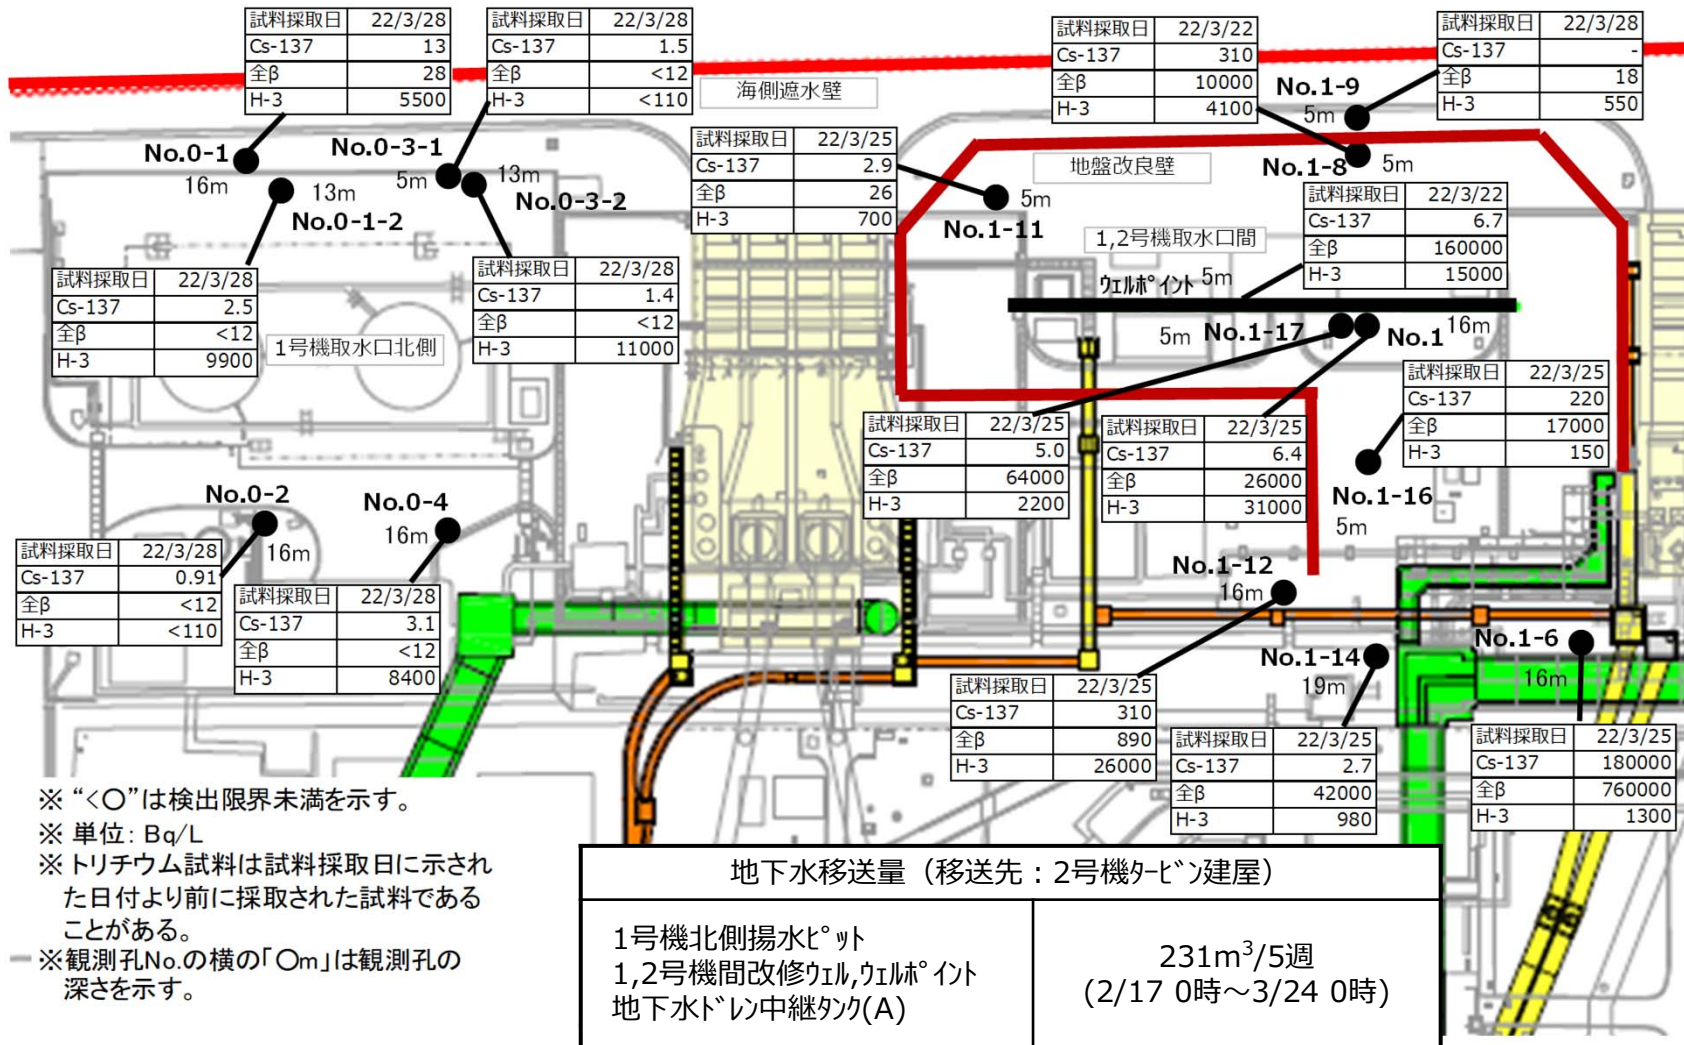 試料採取日 22/3/28
Cs-137 13
全β 28
H-3 5500
試料採取日 22/3/28
Cs-137 1.5
全β <12
H-3 <110
海側遮水壁
試料採取日 22/3/22
Cs-137 310
全β 10000
H-3 4100
試料採取日 22/3/28
Cs-137 -
全β 18
H-3 550
No.1-9
5m
No.0-1
16m
No.0-3-1
5m
13m
No.0-3-2
13m
No.0-1-2
試料採取日 22/3/25
Cs-137 2.9
全β 26
H-3 700
地盤改良壁
No.1-8
5m
5m
No.1-11
試料採取日 22/3/22
Cs-137 6.7
全β 160000
H-3 15000
1,2号機取水口間
ウェルポイント 5m
試料採取日 22/3/28
Cs-137 2.5
全β <12
H-3 9900
1号機取水口北側
試料採取日 22/3/28
Cs-137 1.4
全β <12
H-3 11000
5m
No.1-17
No.1
16m
試料採取日 22/3/25
Cs-137 220
全β 17000
H-3 150
試料採取日 22/3/25
Cs-137 5.0
全β 64000
H-3 2200
試料採取日 22/3/25
Cs-137 6.4
全β 26000
H-3 31000
No.1-16
5m
No.0-2
16m
No.0-4
16m
試料採取日 22/3/28
Cs-137 0.91
全β <12
H-3 <110
試料採取日 22/3/28
Cs-137 3.1
全β <12
H-3 8400
No.1-12
16m
No.1-14
19m
No.1-6
16m
試料採取日 22/3/25
Cs-137 310
全β 890
H-3 26000
試料採取日 22/3/25
Cs-137 2.7
全β 42000
H-3 980
試料採取日 22/3/25
Cs-137 180000
全β 760000
H-3 1300
※ “<〇”は検出限界未満を示す。
※ 単位: Bq/L
※トリチウム試料は試料採取日に示され
た日付より前に採取された試料である
ことがある。
※観測孔No.の横の「〇m」は観測孔の
深さを示す。
地下水移送量（移送先：2号機タービン建屋）
1号機北側揚水ピット
1,2号機間改修ウェル,ウェルポイント
地下水ドレン中継タンク(A)
231m³/5週
(2/17 0時～3/24 0時)